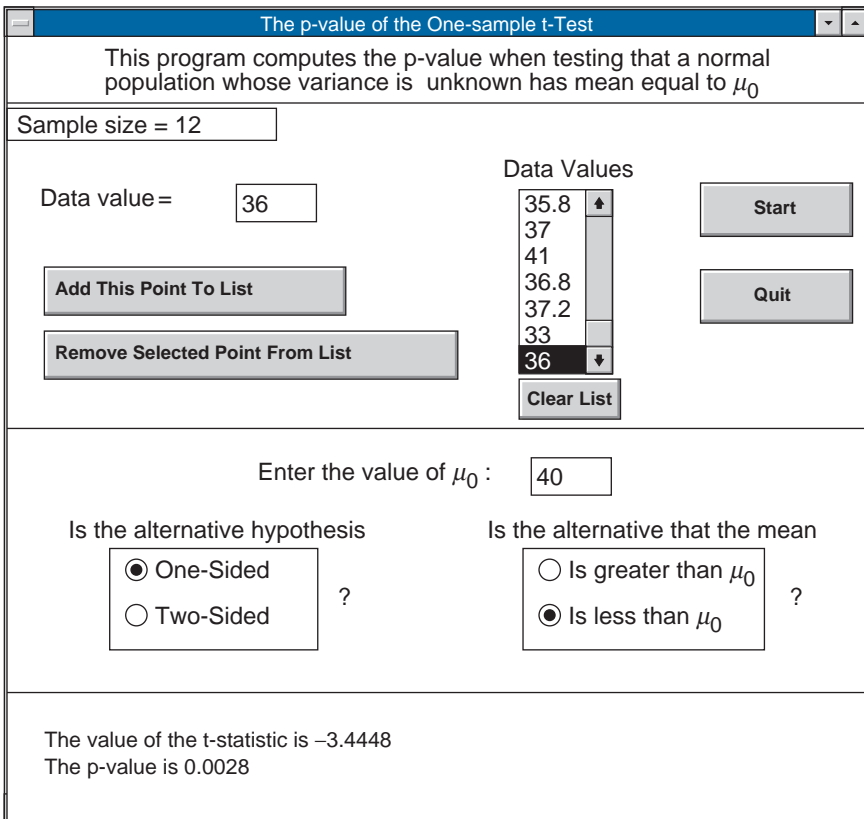 The p-value of the One-sample t-Test
This program computes the p-value when testing that a normal
population whose variance is unknown has mean equal to μ0
Sample size = 12
Data value = 36
Add This Point To List
Remove Selected Point From List
Data Values
35.8
37
41
36.8
37.2
33
36
Clear List
Start
Quit
Enter the value of μ0 : 40
Is the alternative hypothesis
One-Sided
Two-Sided
?
Is the alternative that the mean
Is greater than μ0
Is less than μ0
?
The value of the t-statistic is −3.4448
The p-value is 0.0028